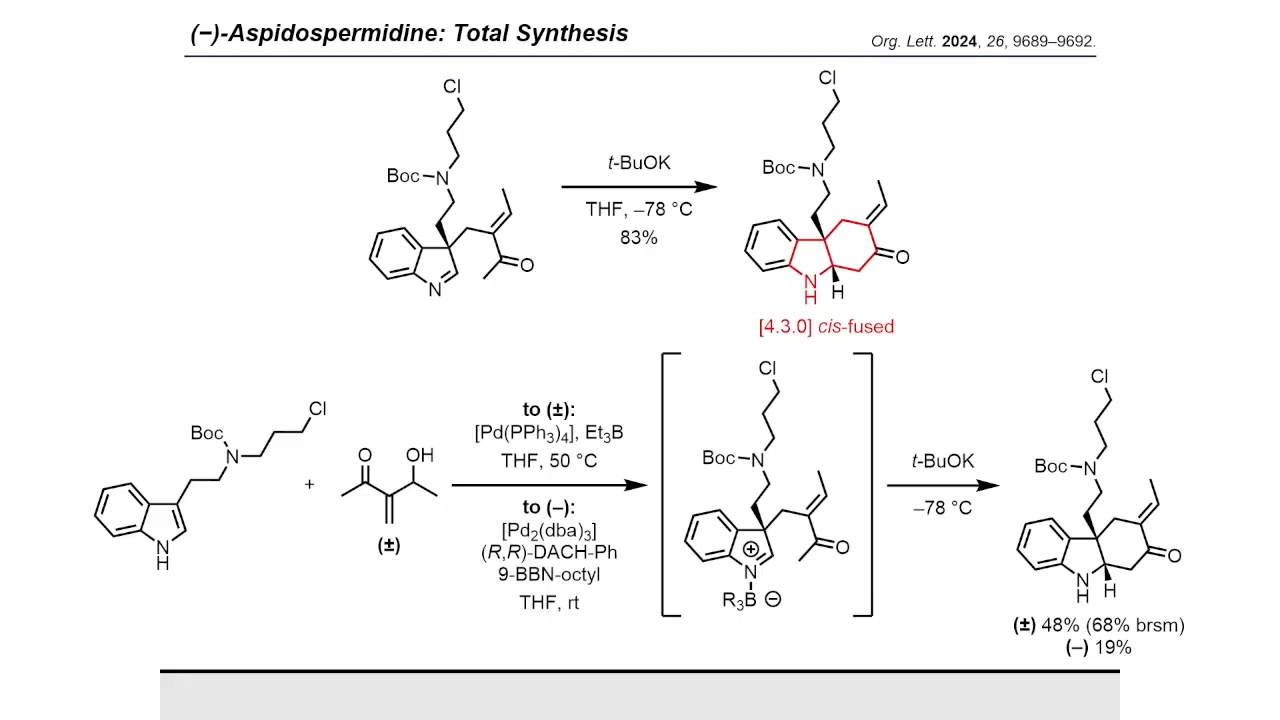 (−)-Aspidospermidine: Total Synthesis
Org. Lett. 2024, 26, 9689–9692.
Cl
Boc
N
O
N
t-BuOK
THF, –78 °C
83%
Cl
Boc
N
O
N
H
H
[4.3.0] cis-fused
Cl
Boc
N
N
H
+
O
OH
(±)
to (±):
[Pd(PPh3)4], Et3B
THF, 50 °C
to (–):
[Pd2(dba)3]
(R,R)-DACH-Ph
9-BBN-octyl
THF, rt
Cl
Boc
N
O
+
N
R3B
−
t-BuOK
–78 °C
Cl
Boc
N
O
N
H
H
(±) 48% (68% brsm)
(–) 19%